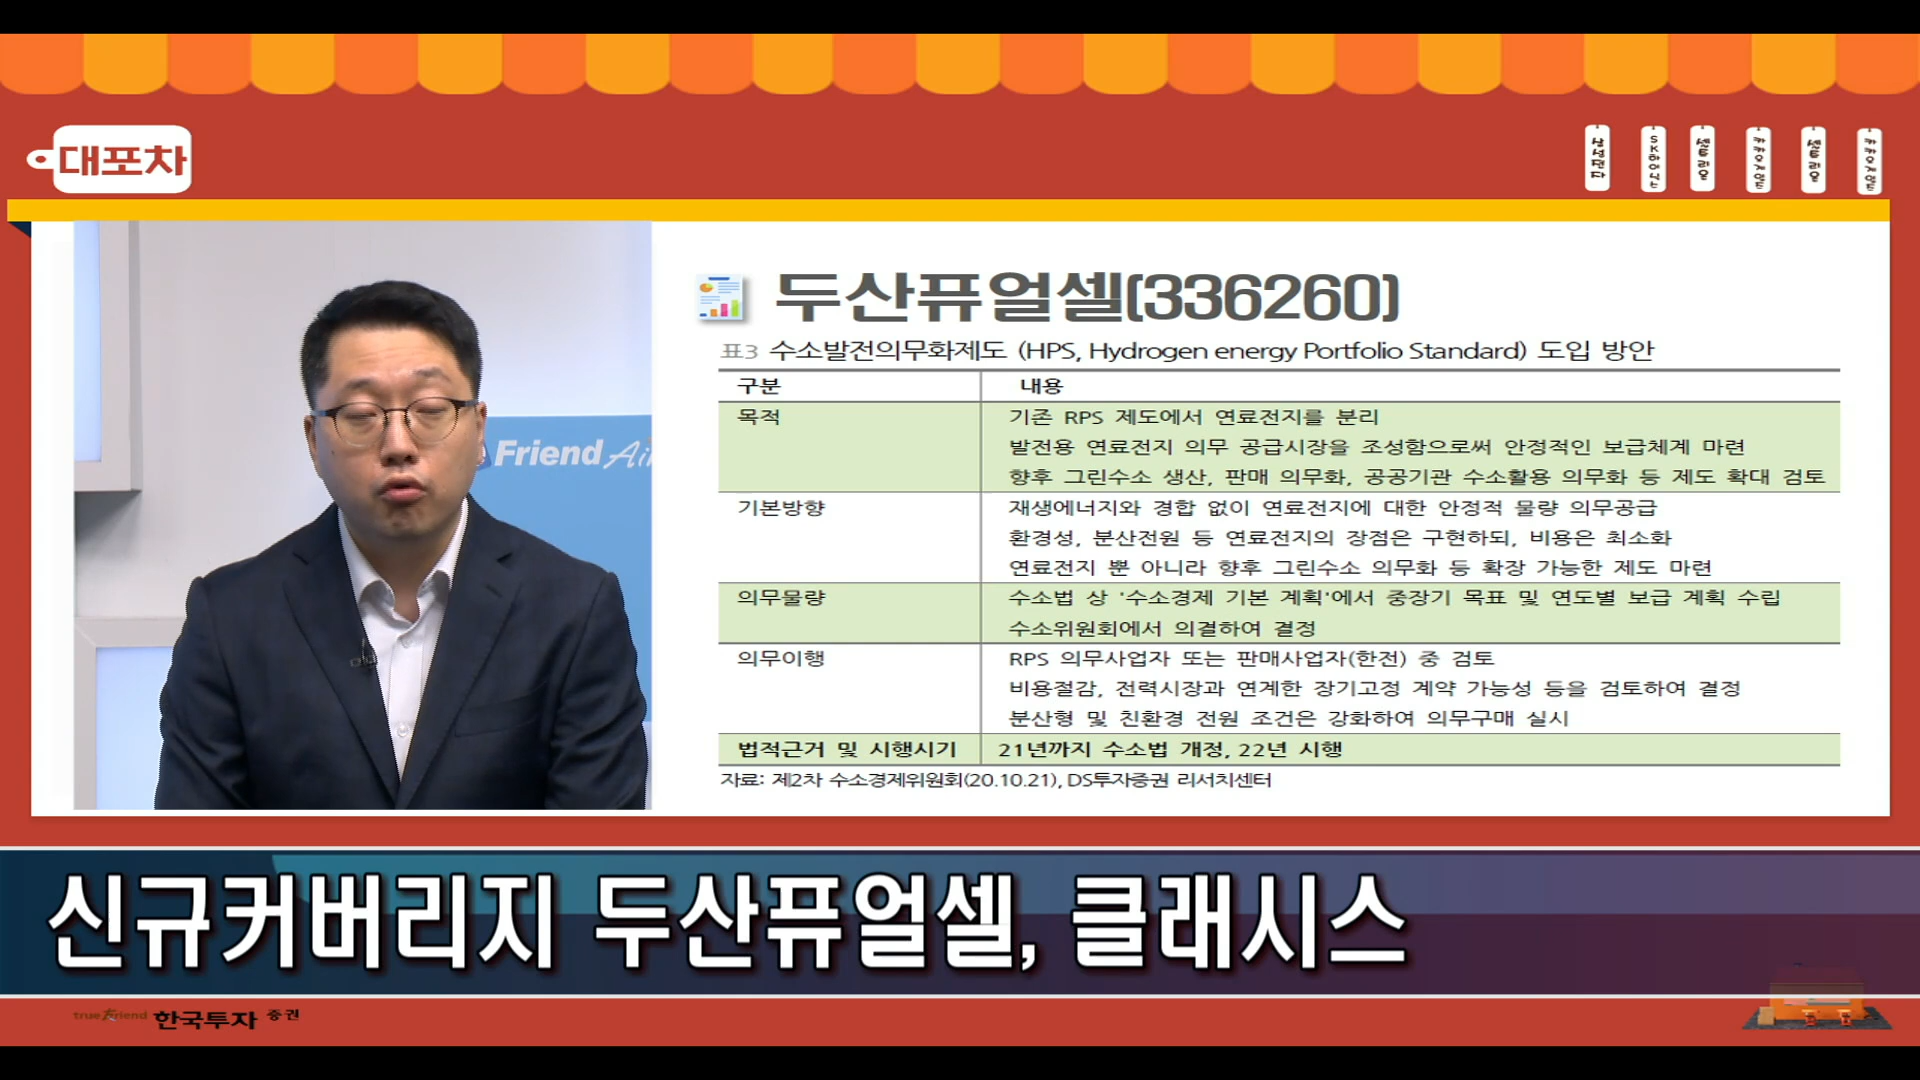 대포차
삼성전자
SK하이닉스
셀트리온
셀트리온
두산퓨얼셀(336260)
표3 수소발전의무화제도 (HPS, Hydrogen energy Portfolio Standard) 도입 방안
구분 내용
목적 기존 RPS 제도에서 연료전지를 분리
발전용 연료전지 의무 공급시장을 조성함으로써 안정적인 보급체계 마련
향후 그린수소 생산, 판매 의무화, 공공기관 수소활용 의무화 등 제도 확대 검토
기본방향 재생에너지와 경합 없이 연료전지에 대한 안정적 물량 의무공급
환경성, 분산전원 등 연료전지의 장점은 구현하되, 비용은 최소화
연료전지 뿐 아니라 향후 그린수소 의무화 등 확장 가능한 제도 마련
의무물량 수소법 상 '수소경제 기본 계획'에서 중장기 목표 및 연도별 보급 계획 수립
수소위원회에서 의결하여 결정
의무이행 RPS 의무사업자 또는 판매사업자(한전) 중 검토
비용절감, 전력시장과 연계한 장기고정 계약 가능성 등을 검토하여 결정
분산형 및 친환경 전원 조건은 강화하여 의무구매 실시
법적근거 및 시행시기 21년까지 수소법 개정, 22년 시행
자료: 제2차 수소경제위원회(20.10.21), DS투자증권 리서치센터
Friend Air
신규커버리지 두산퓨얼셀, 클래시스
true Friend 한국투자 증권